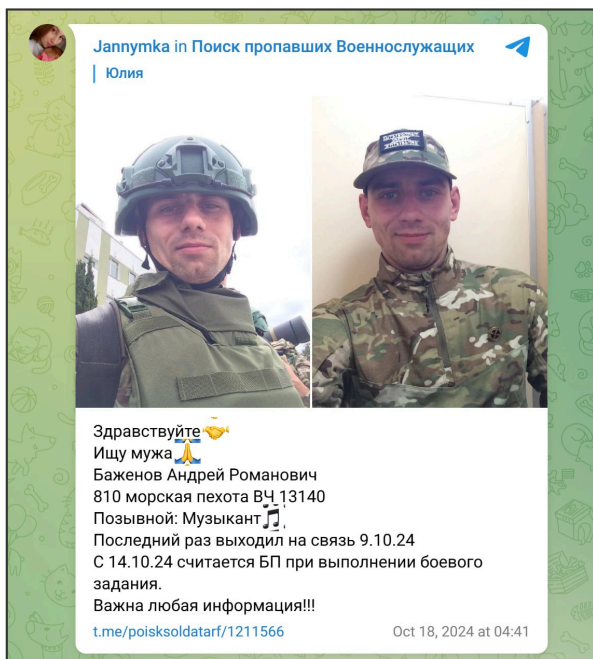 Jannymka in Поиск пропавших Военнослужащих
Юлия
Здравствуйте🤝
Ищу мужа🙏
Баженов Андрей Романович
810 морская пехота ВЧ 13140
Позывной: Музыкант🎵
Последний раз выходил на связь 9.10.24
С 14.10.24 считается БП при выполнении боевого
задания.
Важна любая информация!!!
t.me/poisksoldatarf/1211566 Oct 18, 2024 at 04:41